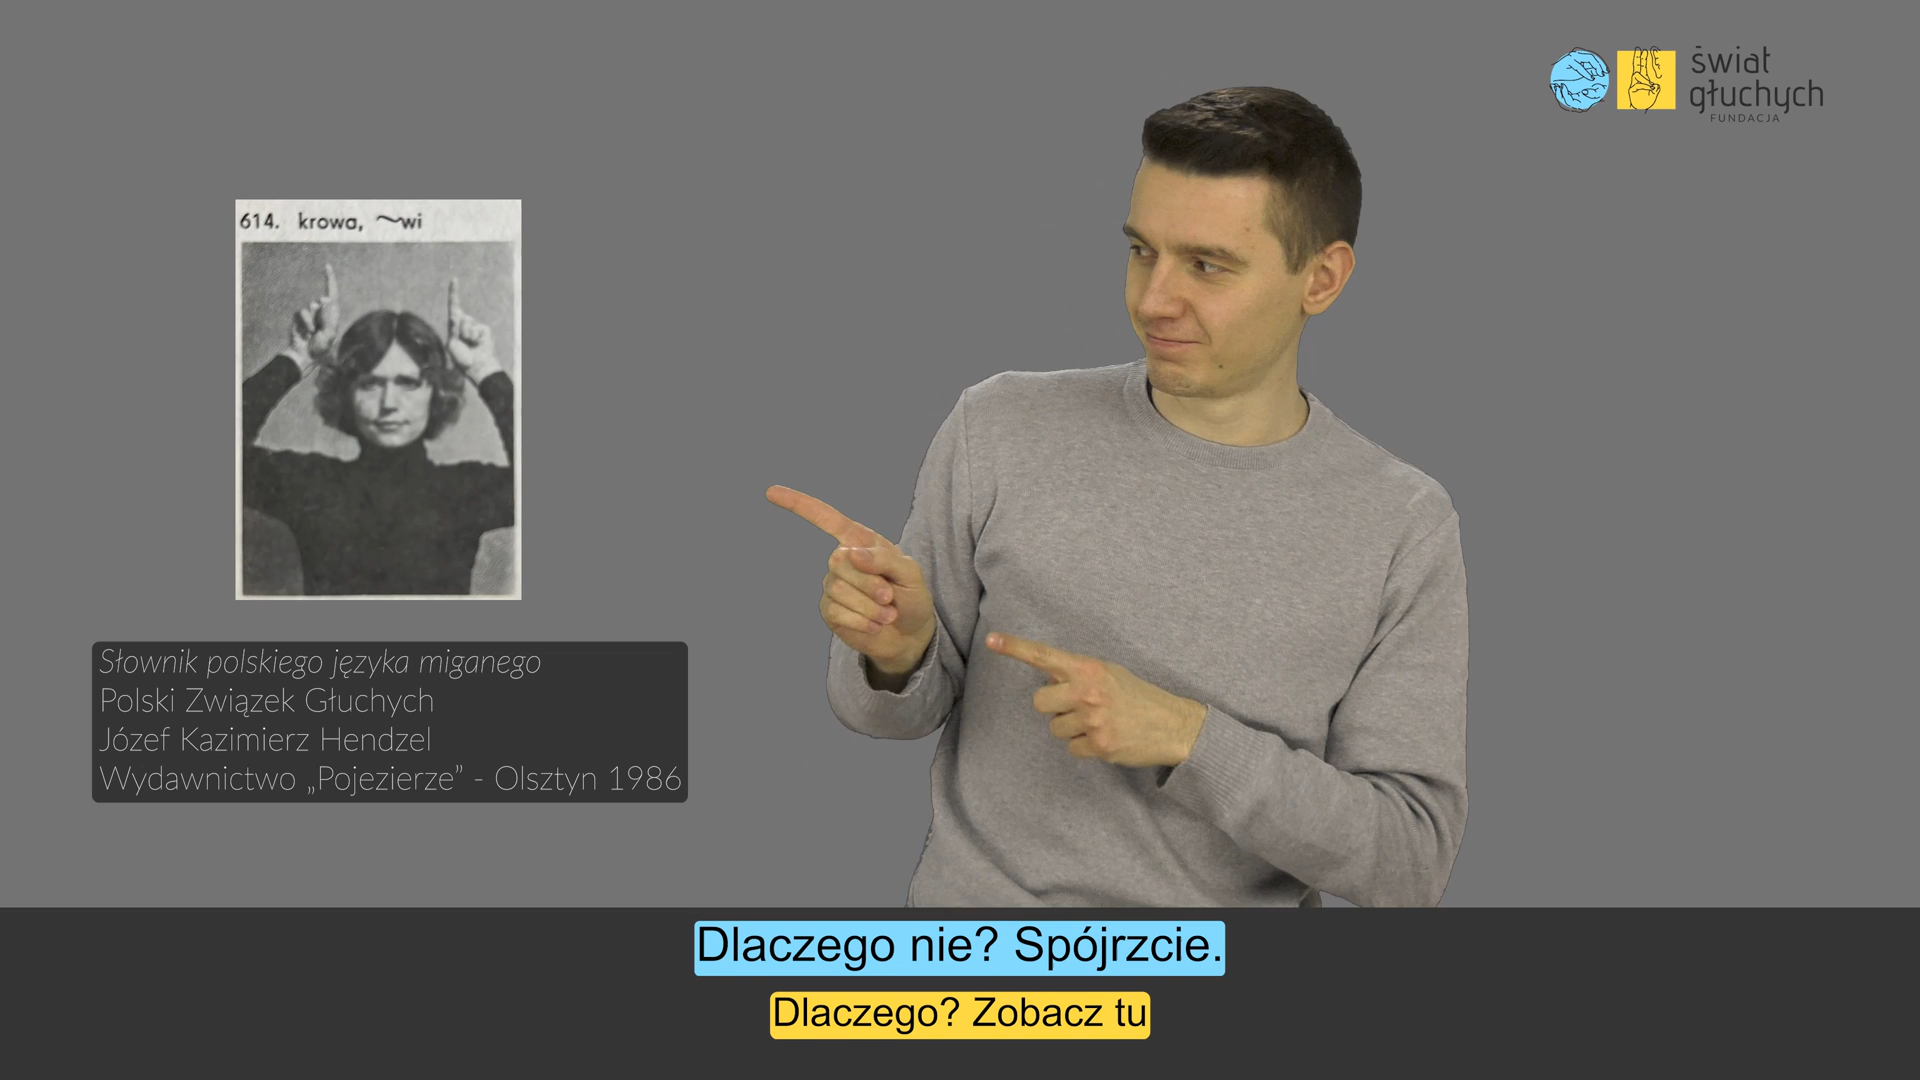 świat
głuchych
FUNDACJA
614. krowa, ~wi
Słownik polskiego języka miganego
Polski Związek Głuchych
Józef Kazimierz Hendzel
Wydawnictwo „Pojezierze” - Olsztyn 1986
Dlaczego nie? Spójrzcie.
Dlaczego? Zobacz tu